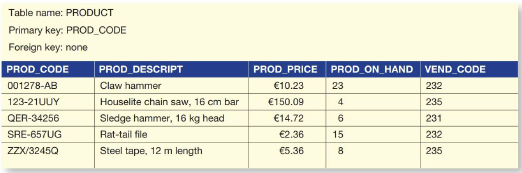 Table name: PRODUCT
Primary key: PROD_CODE
Foreign key: none
PROD_CODE PROD_DESCRIPT PROD_PRICE PROD_ON_HAND VEND_CODE
001278-AB Claw hammer €10.23 23 232
123-21UUY Houselite chain saw, 16 cm bar €150.09 4 235
QER-34256 Sledge hammer, 16 kg head €14.72 6 231
SRE-657UG Rat-tail file €2.36 15 232
ZZX/3245Q Steel tape, 12 m length €5.36 8 235